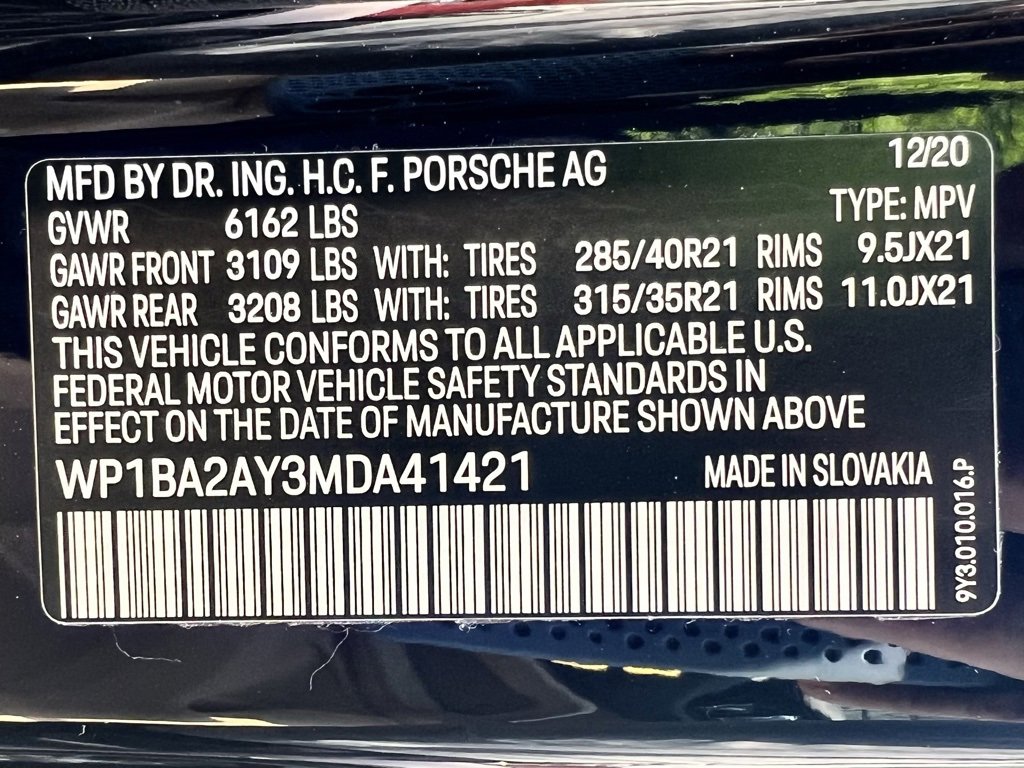 12/20
MFD BY DR. ING. H.C. F. PORSCHE AG
TYPE: MPV
GVWR 6162 LBS
GAWR FRONT 3109 LBS WITH: TIRES 285/40R21 RIMS 9.5JX21
GAWR REAR 3208 LBS WITH: TIRES 315/35R21 RIMS 11.0JX21
THIS VEHICLE CONFORMS TO ALL APPLICABLE U.S.
FEDERAL MOTOR VEHICLE SAFETY STANDARDS IN
EFFECT ON THE DATE OF MANUFACTURE SHOWN ABOVE
WP1BA2AY3MDA41421 MADE IN SLOVAKIA
9Y3.010.016.P